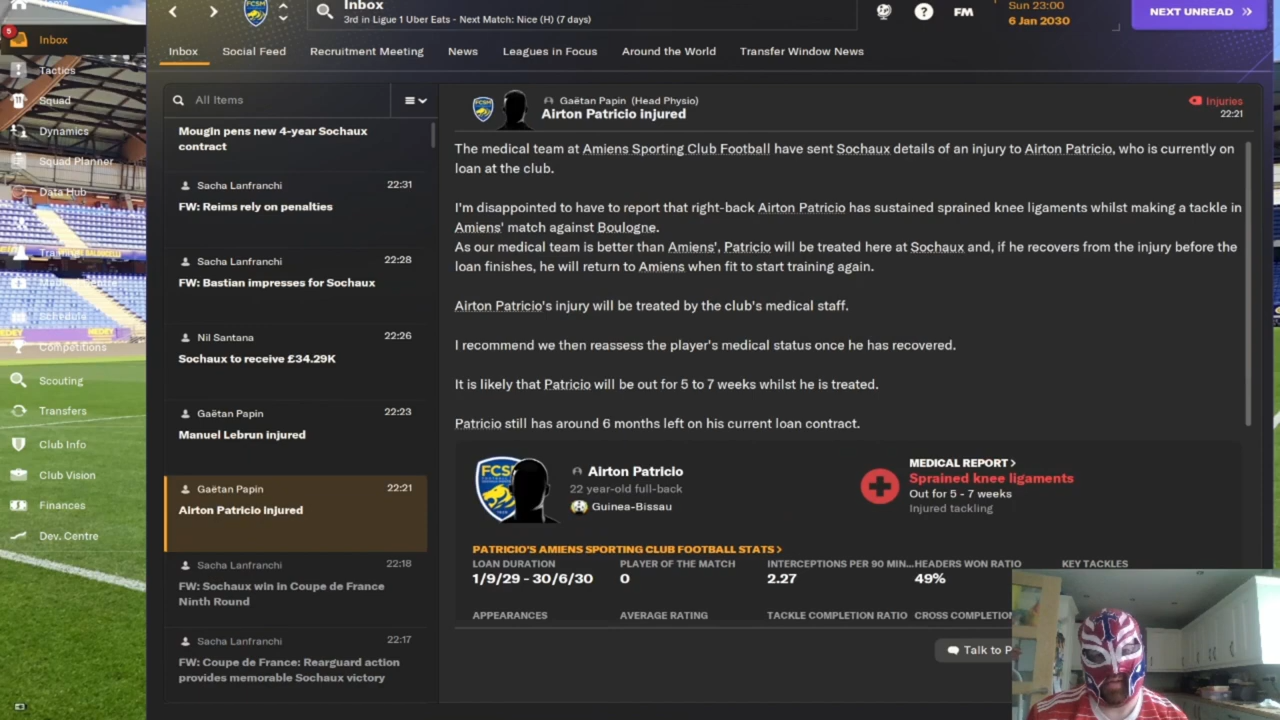 Home
Inbox
3rd in Ligue 1 Uber Eats - Next Match: Nice (H) (7 days)
FM
Sun 23:00
6 Jan 2030
NEXT UNREAD
5
Inbox
Tactics
Squad
Dynamics
Squad Planner
Data Hub
Schedule
Competitions
Scouting
Transfers
Club Info
Club Vision
Finances
Dev. Centre
Inbox
Social Feed
Recruitment Meeting
News
Leagues in Focus
Around the World
Transfer Window News
All Items
Mougin pens new 4-year Sochaux
contract
Sacha Lanfranchi 22:31
FW: Reims rely on penalties
Sacha Lanfranchi 22:28
FW: Bastian impresses for Sochaux
Nil Santana 22:26
Sochaux to receive £34.29K
Gaëtan Papin 22:23
Manuel Lebrun injured
Gaëtan Papin 22:21
Airton Patricio injured
Sacha Lanfranchi 22:18
FW: Sochaux win in Coupe de France
Ninth Round
Sacha Lanfranchi 22:17
FW: Coupe de France: Rearguard action
provides memorable Sochaux victory
Gaëtan Papin (Head Physio)
Airton Patricio injured
Injuries
22:21
The medical team at Amiens Sporting Club Football have sent Sochaux details of an injury to Airton Patricio, who is currently on
loan at the club.
I'm disappointed to have to report that right-back Airton Patricio has sustained sprained knee ligaments whilst making a tackle in
Amiens' match against Boulogne.
As our medical team is better than Amiens', Patricio will be treated here at Sochaux and, if he recovers from the injury before the
loan finishes, he will return to Amiens when fit to start training again.
Airton Patricio's injury will be treated by the club's medical staff.
I recommend we then reassess the player's medical status once he has recovered.
It is likely that Patricio will be out for 5 to 7 weeks whilst he is treated.
Patricio still has around 6 months left on his current loan contract.
FCSM
Airton Patricio
22 year-old full-back
Guinea-Bissau
MEDICAL REPORT >
Sprained knee ligaments
Out for 5 - 7 weeks
Injured tackling
PATRICIO'S AMIENS SPORTING CLUB FOOTBALL STATS >
LOAN DURATION
PLAYER OF THE MATCH
INTERCEPTIONS PER 90 MIN...
HEADERS WON RATIO
KEY TACKLES
1/9/29 - 30/6/30
0
2.27
49%
APPEARANCES
AVERAGE RATING
TACKLE COMPLETION RATIO
CROSS COMPLETION
Talk to P